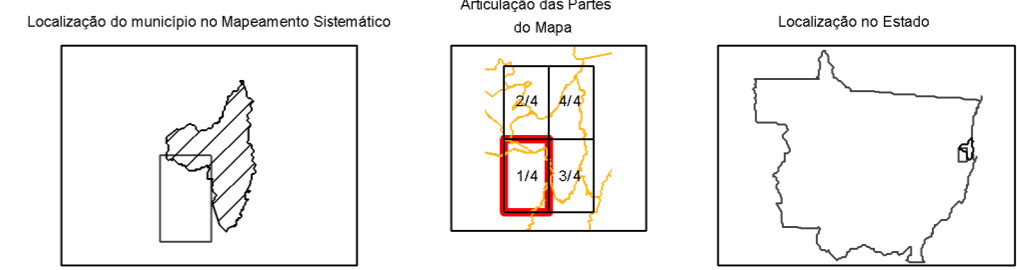 Localização do município no Mapeamento Sistemático
Articulação das Partes
do Mapa
Localização no Estado
2/4
4/4
1/4
3/4